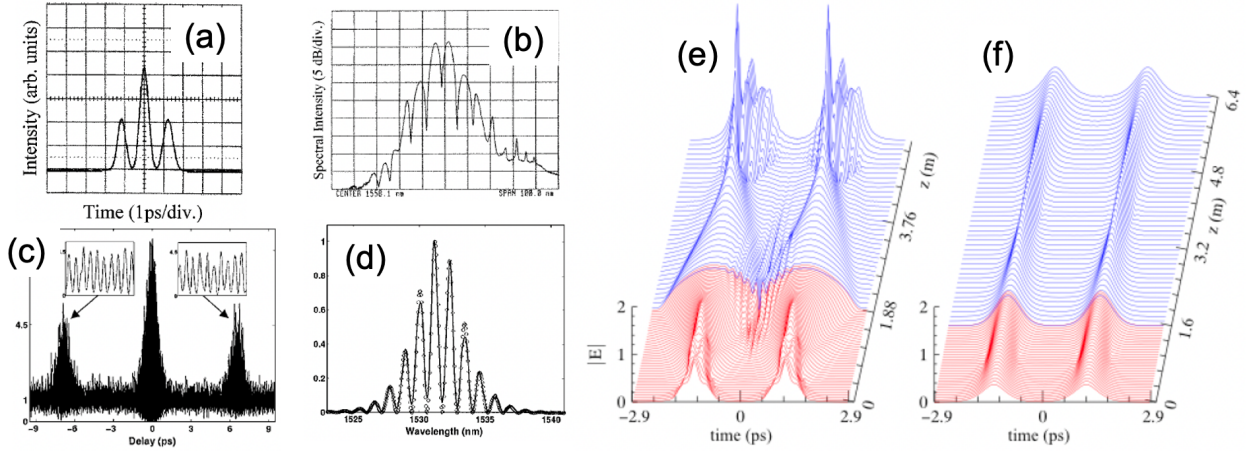 (a)
Intensity (arb. units)
Time (1ps/div.)
(b)
Spectral Intensity (5 dB/div.)
CENTER 1550.1 nm
SPAN 100.0 nm
(c)
4.5
1
0
-9 -6 -3 0 3 6 9
Delay (ps)
(d)
1
0.8
0.6
0.4
0.2
0
1525 1530 1535 1540
Wavelength (nm)
(e)
|E|
2
1
0
-2.9 0 2.9
time (ps)
0
1.88
3.76
z (m)
(f)
2
1
0
-2.9 0 2.9
time (ps)
0
1.6
3.2
z (m)
4.8
6.4